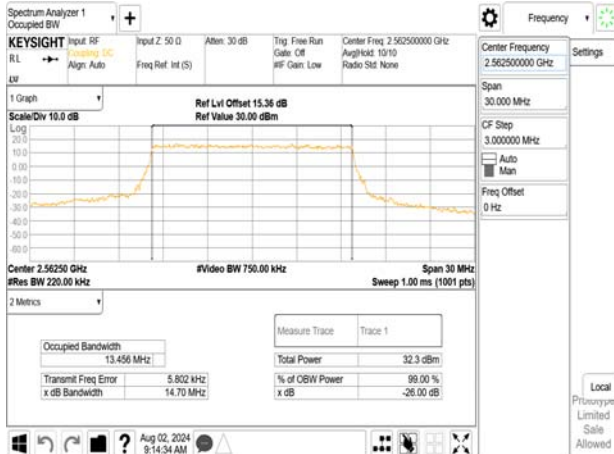 Spectrum Analyzer 1
Occupied BW
+
Frequency
KEYSIGHT
RL
Input: RF
Coupling: DC
Align: Auto
Input Z: 50 Ω
Freq Ref: Int (S)
Atten: 30 dB
Trig: Free Run
Gate: Off
#IF Gain: Low
Center Freq: 2.562500000 GHz
Avg|Hold: 10/10
Radio Std: None
Center Frequency
2.562500000 GHz
Settings
Span
30.000 MHz
CF Step
3.000000 MHz
Auto
Man
Freq Offset
0 Hz
1 Graph
Scale/Div 10.0 dB
Ref Lvl Offset 15.36 dB
Ref Value 30.00 dBm
Log
20.0
10.0
0.00
-10.0
-20.0
-30.0
-40.0
-50.0
-60.0
Center 2.56250 GHz
#Res BW 220.00 kHz
#Video BW 750.00 kHz
Span 30 MHz
Sweep 1.00 ms (1001 pts)
2 Metrics
Measure Trace Trace 1
Occupied Bandwidth
13.456 MHz
Total Power 32.3 dBm
Transmit Freq Error 5.802 kHz
% of OBW Power 99.00 %
x dB Bandwidth 14.70 MHz
x dB -26.00 dB
Local
Prototype
Limited
Sale
Allowed
?
Aug 02, 2024
9:14:34 AM